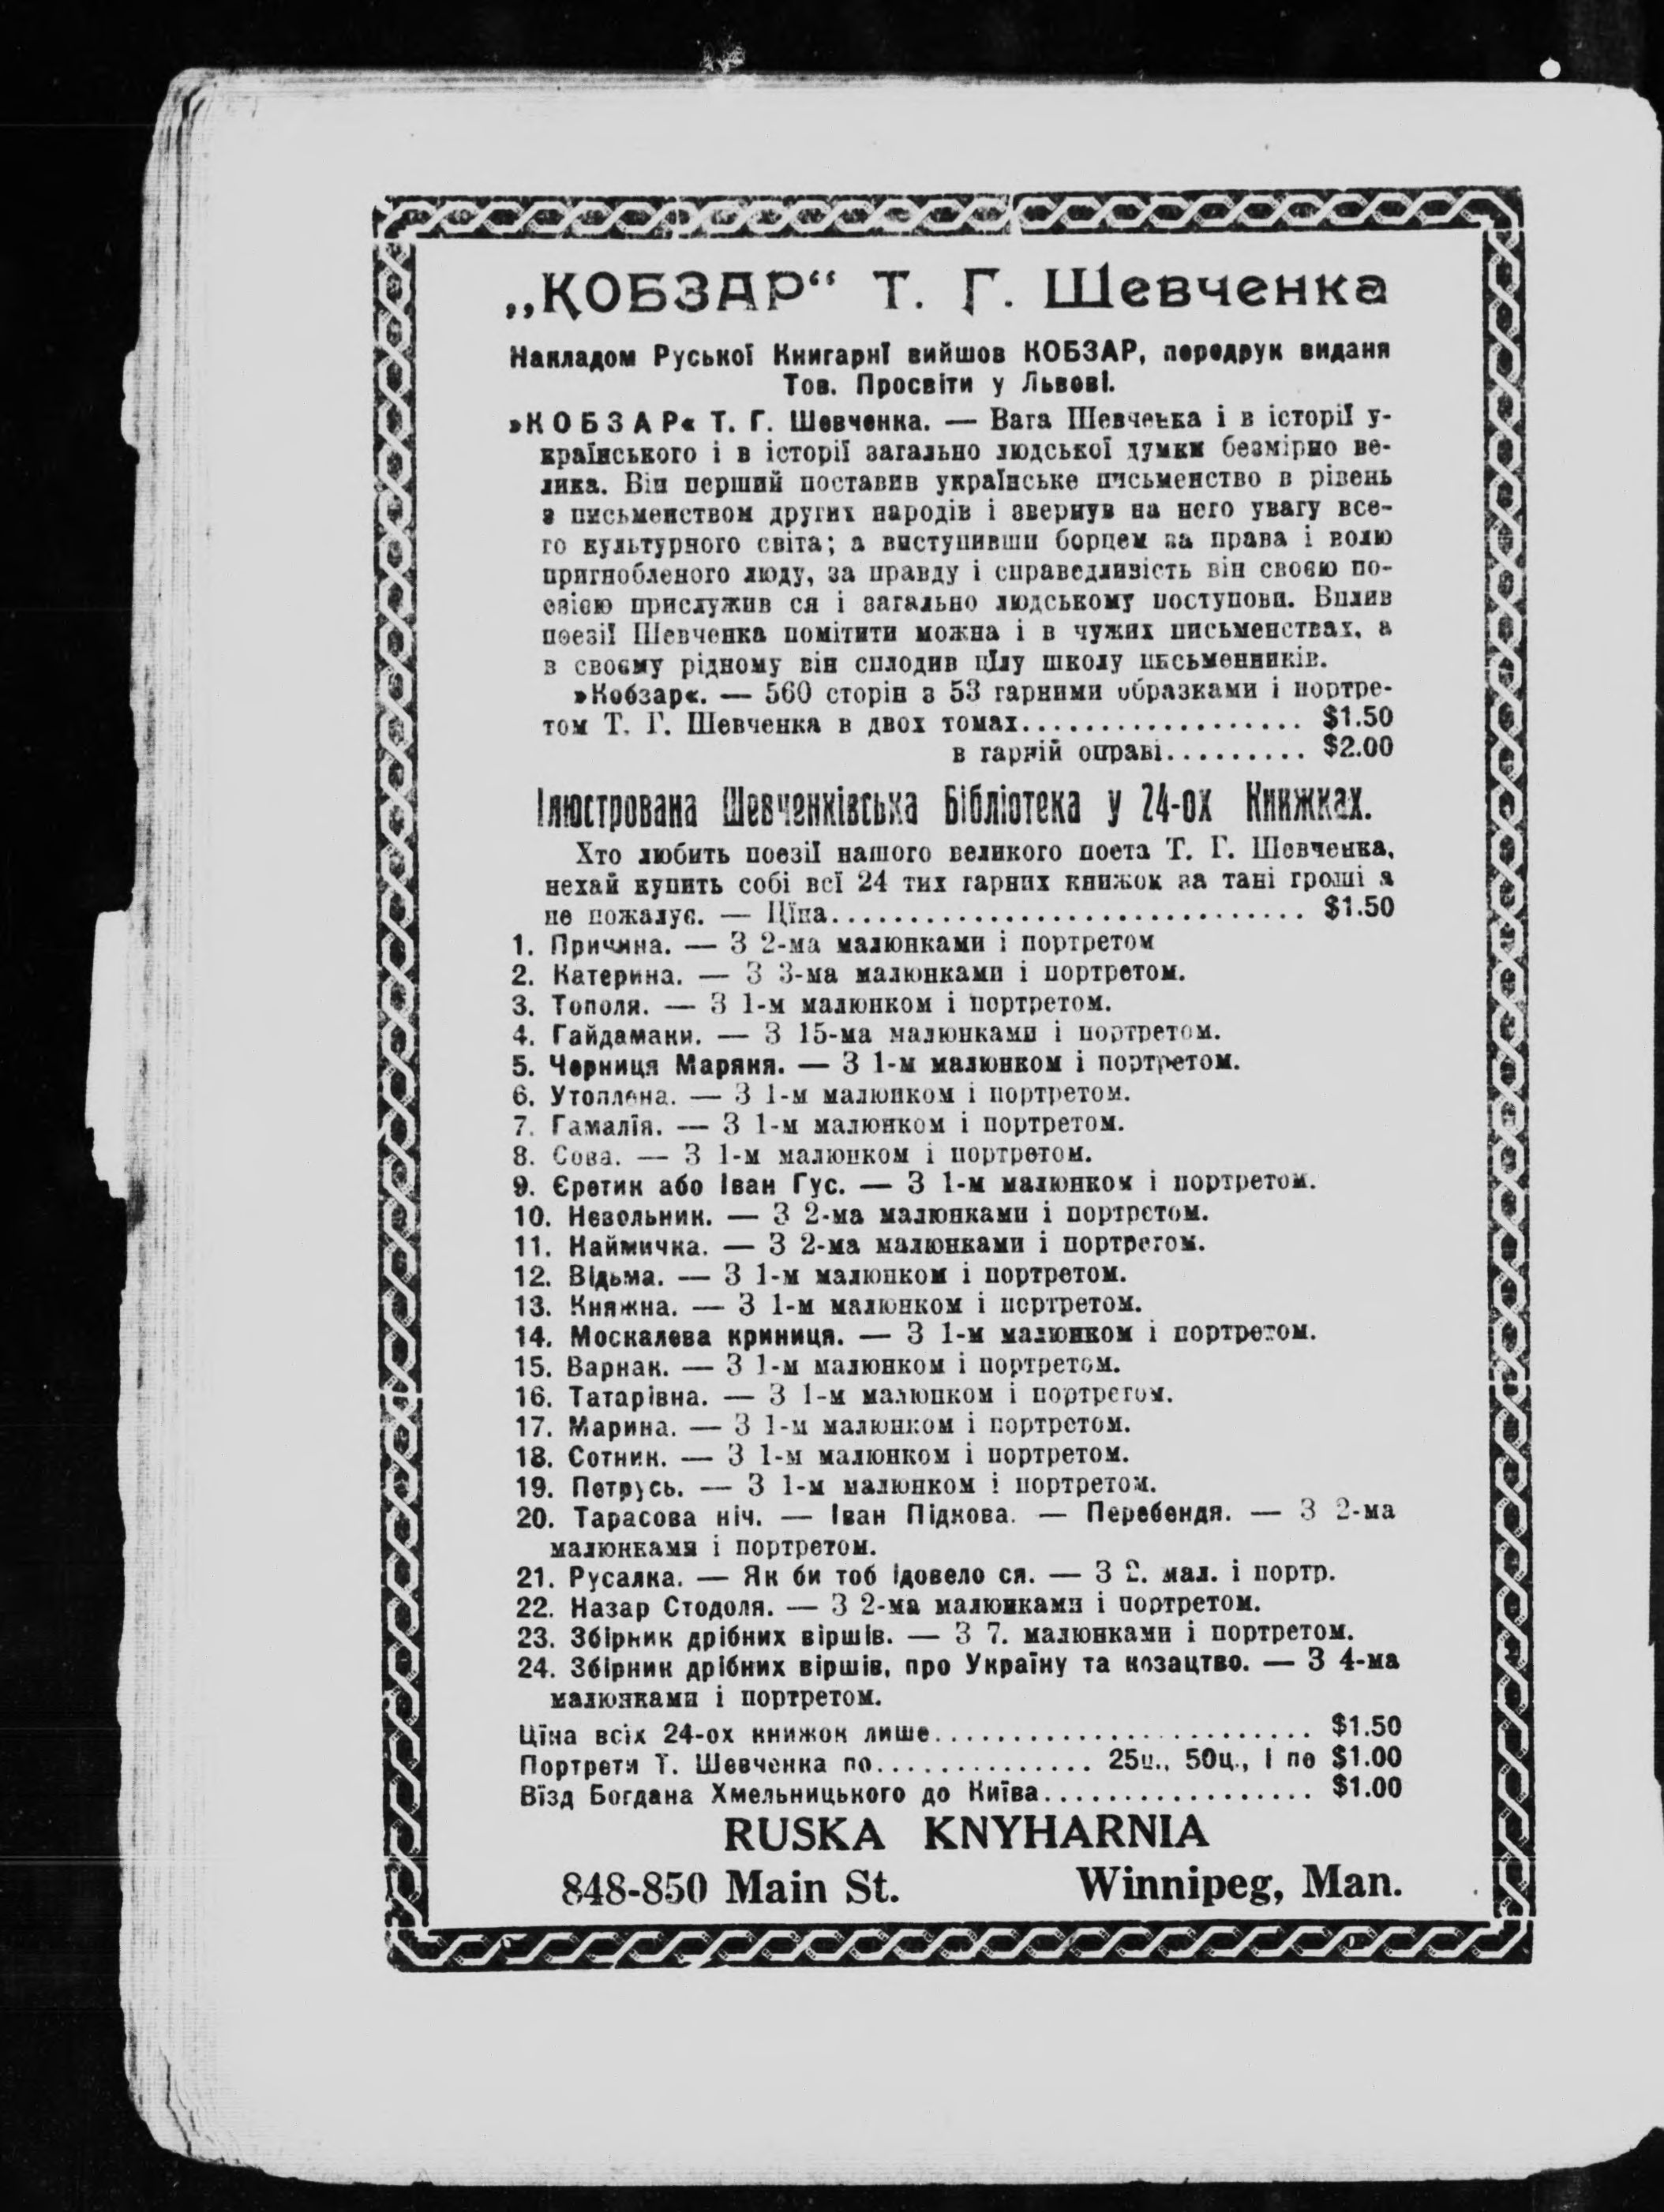 „КОБЗАР“ Т. Г. Шевченка
Накладом Руської Книгарнї вийшов КОБЗАР, передрук виданя
Тов. Просвіти у Львові.
»КОБЗАР« Т. Г. Шевченка. — Вага Шевченка і в історії у-
країнського і в історії загально людської думки безмірно ве-
лика. Він перший поставив українське письменство в рівень
з письменством других народів і звернув на него увагу все-
го культурного світа; а виступивши борцем за права і волю
пригнобленого люду, за правду і справедливість він своєю по-
езією прислужив ся і загально людському поступови. Вплив
поезії Шевченка помітити можна і в чужих письменствах, а
в своєму рідному він сплодив цїлу школу письменників.
»Кобзар«. — 560 сторін з 53 гарними образками і портре-
том Т. Г. Шевченка в двох томах.................. $1.50
в гарній оправі......... $2.00
Ілюстрована Шевченківська Бібліотека у 24-ох Книжках.
Хто любить поезії нашого великого поета Т. Г. Шевченка,
нехай купить собі всї 24 тих гарних книжок за тані гроші а
не пожалує. — Цїна............................... $1.50
1. Причина. — З 2-ма малюнками і портретом
2. Катерина. — З 3-ма малюнками і портретом.
3. Тополя. — З 1-м малюнком і портретом.
4. Гайдамаки. — З 15-ма малюнками і портретом.
5. Черниця Маряня. — З 1-м малюнком і портретом.
6. Утоплена. — З 1-м малюнком і портретом.
7. Гамалїя. — З 1-м малюнком і портретом.
8. Сова. — З 1-м малюнком і портретом.
9. Єретик або Іван Гус. — З 1-м малюнком і портретом.
10. Невольник. — З 2-ма малюнками і портретом.
11. Наймичка. — З 2-ма малюнками і портретом.
12. Відьма. — З 1-м малюнком і портретом.
13. Княжна. — З 1-м малюнком і портретом.
14. Москалева криниця. — З 1-м малюнком і портретом.
15. Варнак. — З 1-м малюнком і портретом.
16. Татарівна. — З 1-м малюнком і портретом.
17. Марина. — З 1-м малюнком і портретом.
18. Сотник. — З 1-м малюнком і портретом.
19. Петрусь. — З 1-м малюнком і портретом.
20. Тарасова ніч. — Іван Підкова. — Перебендя. — З 2-ма
малюнками і портретом.
21. Русалка. — Як би тоб ідовело ся. — З 2. мал. і портр.
22. Назар Стодоля. — З 2-ма малюнками і портретом.
23. Збірник дрібних віршів. — З 7. малюнками і портретом.
24. Збірник дрібних віршів, про Україну та козацтво. — З 4-ма
малюнками і портретом.
Цїна всїх 24-ох книжок лише......................... $1.50
Портрети Т. Шевченка по.............. 25ц., 50ц., і по $1.00
Візд Богдана Хмельницького до Київа................. $1.00
RUSKA KNYHARNIA
848-850 Main St. Winnipeg, Man.